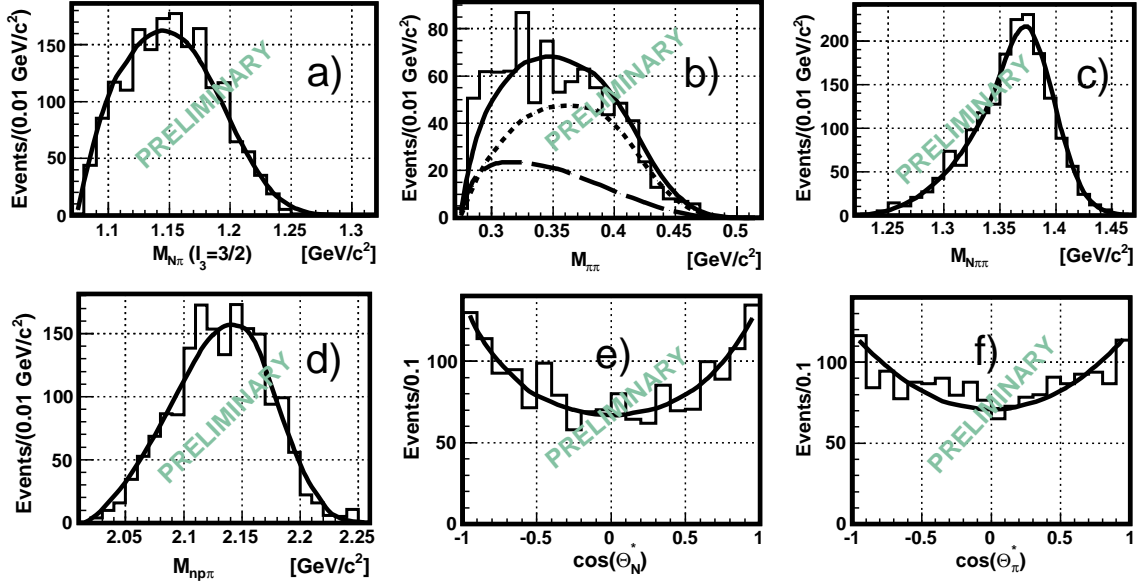 Events/(0.01 GeV/c²)
150
100
50
0
a)
PRELIMINARY
1.1 1.15 1.2 1.25 1.3
M_Nπ (I₃=3/2) [GeV/c²]
Events/(0.01 GeV/c²)
80
60
40
20
0
b)
PRELIMINARY
0.3 0.35 0.4 0.45 0.5
M_ππ [GeV/c²]
Events/(0.01 GeV/c²)
200
150
100
50
0
c)
PRELIMINARY
1.25 1.3 1.35 1.4 1.45
M_Nππ [GeV/c²]
Events/(0.01 GeV/c²)
150
100
50
0
d)
PRELIMINARY
2.05 2.1 2.15 2.2 2.25
M_npπ [GeV/c²]
Events/0.1
100
50
e)
PRELIMINARY
-1 -0.5 0 0.5 1
cos(Θ*_N)
Events/0.1
100
50
f)
PRELIMINARY
-1 -0.5 0 0.5 1
cos(Θ*_π)